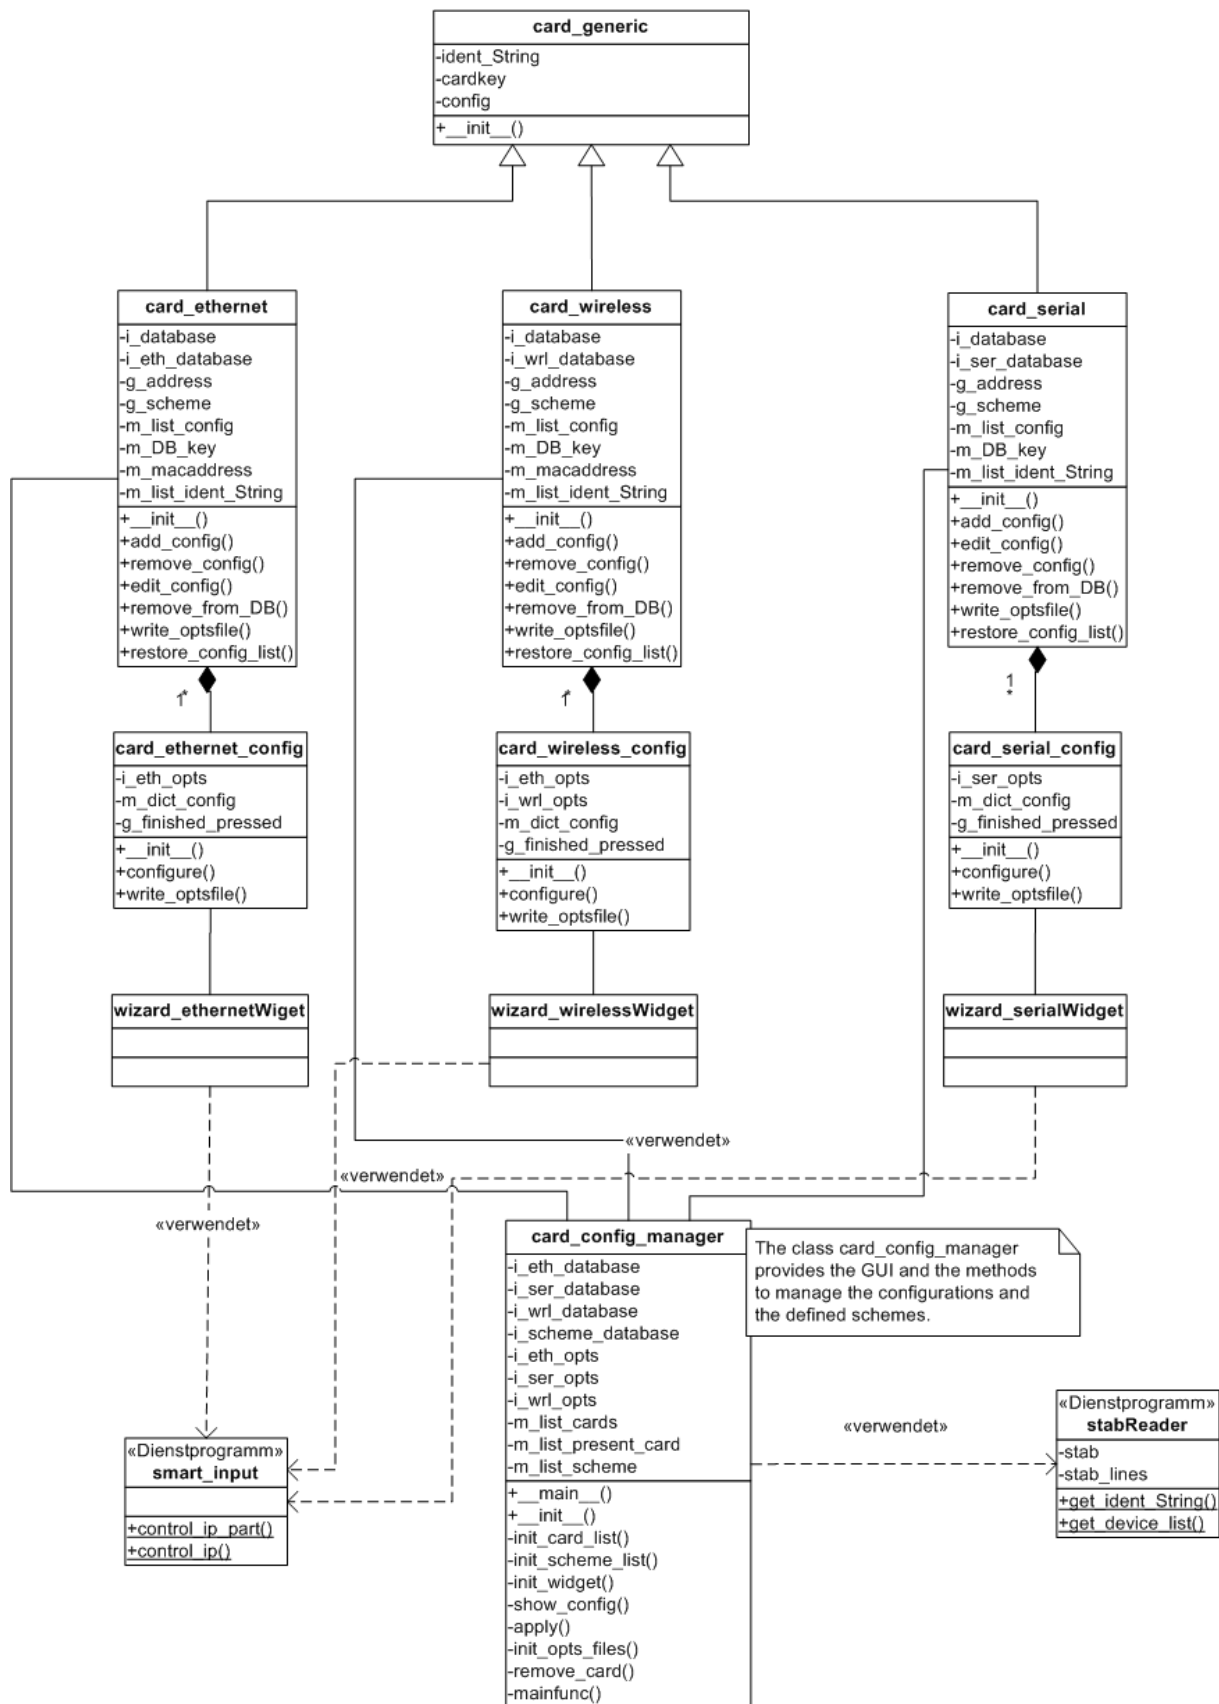 card_generic
-ident_String
-cardkey
-config
+__init__()
card_ethernet
-i_database
-i_eth_database
-g_address
-g_scheme
-m_list_config
-m_DB_key
-m_macaddress
-m_list_ident_String
+__init__()
+add_config()
+remove_config()
+edit_config()
+remove_from_DB()
+write_optsfile()
+restore_config_list()
card_wireless
-i_database
-i_wrl_database
-g_address
-g_scheme
-m_list_config
-m_DB_key
-m_macaddress
-m_list_ident_String
+__init__()
+add_config()
+remove_config()
+edit_config()
+remove_from_DB()
+write_optsfile()
+restore_config_list()
card_serial
-i_database
-i_ser_database
-g_address
-g_scheme
-m_list_config
-m_DB_key
-m_list_ident_String
+__init__()
+add_config()
+edit_config()
+remove_config()
+remove_from_DB()
+write_optsfile()
+restore_config_list()
1*
1*
1
*
card_ethernet_config
-i_eth_opts
-m_dict_config
-g_finished_pressed
+__init__()
+configure()
+write_optsfile()
card_wireless_config
-i_eth_opts
-i_wrl_opts
-m_dict_config
-g_finished_pressed
+__init__()
+configure()
+write_optsfile()
card_serial_config
-i_ser_opts
-m_dict_config
-g_finished_pressed
+__init__()
+configure()
+write_optsfile()
wizard_ethernetWiget
wizard_wirelessWidget
wizard_serialWidget
«verwendet»
«verwendet»
«verwendet»
card_config_manager
-i_eth_database
-i_ser_database
-i_wrl_database
-i_scheme_database
-i_eth_opts
-i_ser_opts
-i_wrl_opts
-m_list_cards
-m_list_present_card
-m_list_scheme
+__main__()
+__init__()
-init_card_list()
-init_scheme_list()
-init_widget()
-show_config()
-apply()
-init_opts_files()
-remove_card()
-mainfunc()
The class card_config_manager
provides the GUI and the methods
to manage the configurations and
the defined schemes.
«verwendet»
«Dienstprogramm»
stabReader
-stab
-stab_lines
+get_ident_String()
+get_device_list()
«Dienstprogramm»
smart_input
+control_ip_part()
+control_ip()